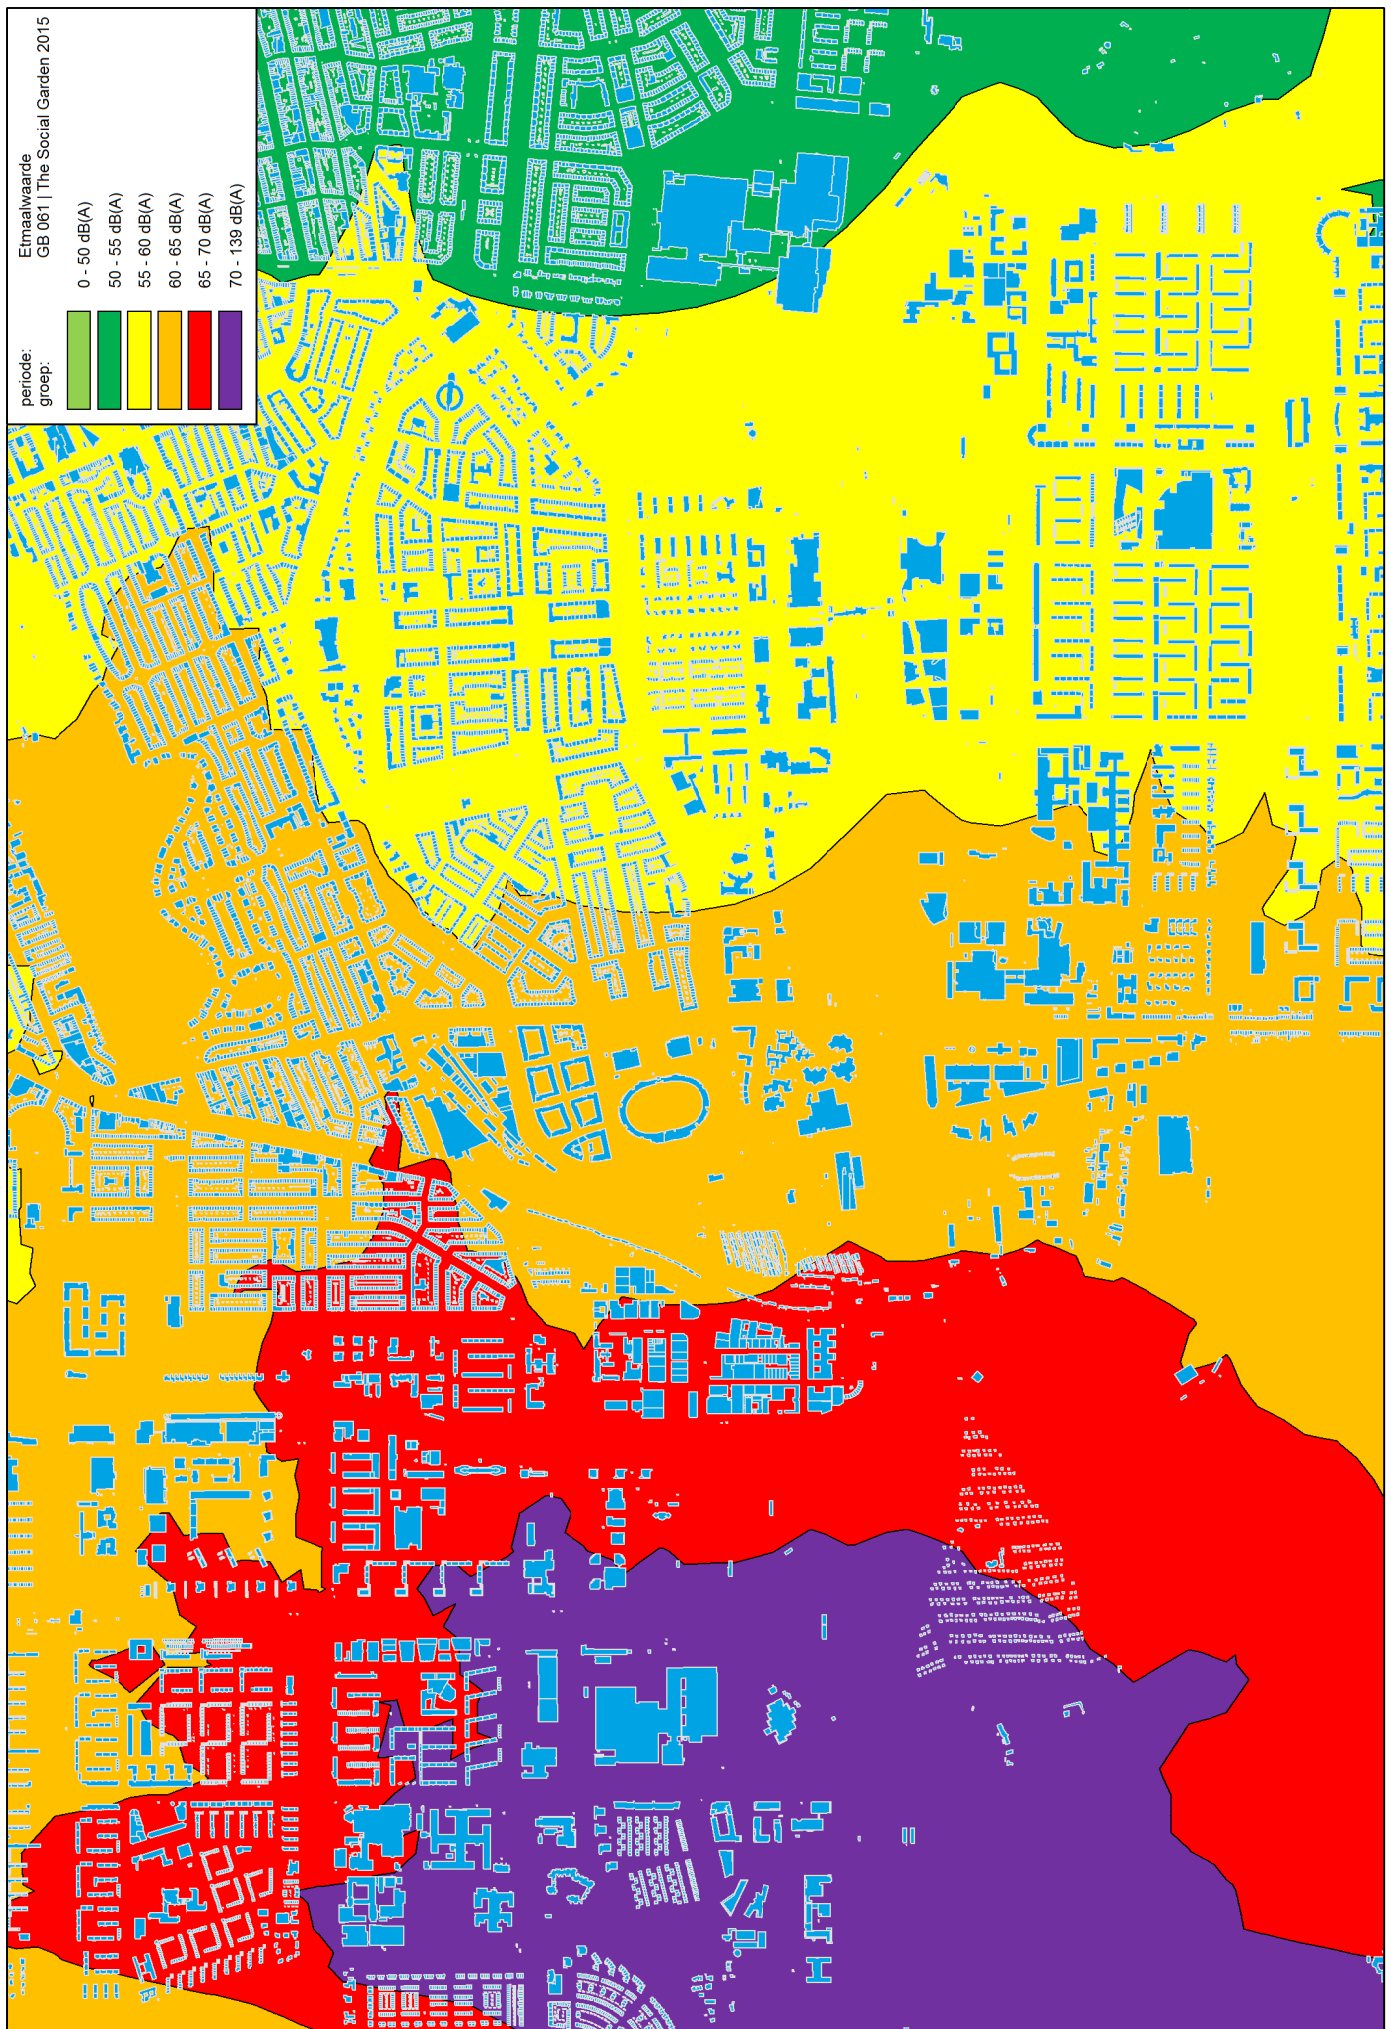 periode: Etmaalwaarde
groep: GB 061 | The Social Garden 2015
0 - 50 dB(A)
50 - 55 dB(A)
55 - 60 dB(A)
60 - 65 dB(A)
65 - 70 dB(A)
70 - 139 dB(A)